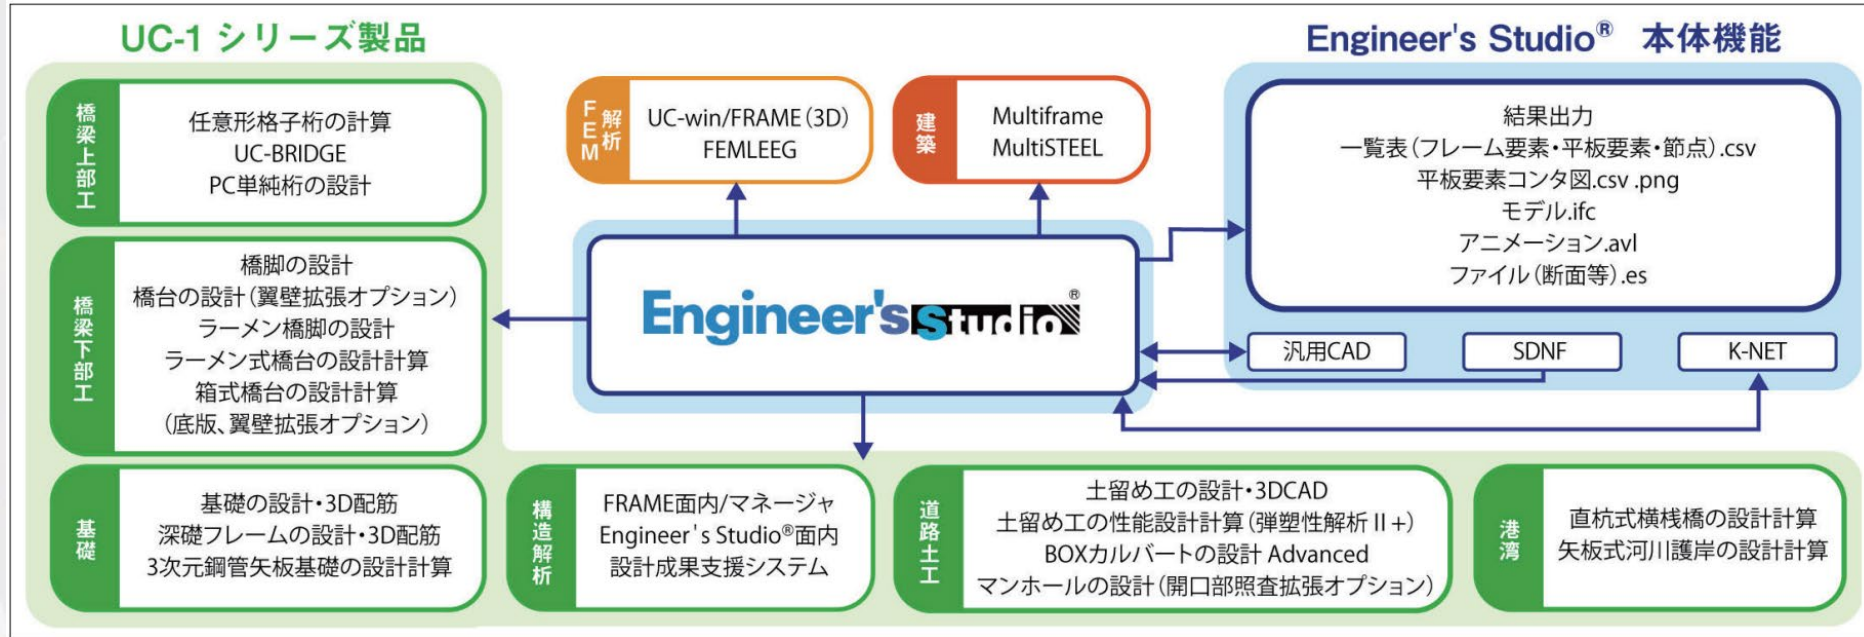 UC-1 シリーズ製品
Engineer's Studio® 本体機能
橋梁上部工
任意形格子桁の計算
UC-BRIDGE
PC単純桁の設計
橋梁下部工
橋脚の設計
橋台の設計(翼壁拡張オプション)
ラーメン橋脚の設計
ラーメン式橋台の設計計算
箱式橋台の設計計算
(底版、翼壁拡張オプション)
基礎
基礎の設計・3D配筋
深礎フレームの設計・3D配筋
3次元鋼管矢板基礎の設計計算
FEM解析
UC-win/FRAME(3D)
FEMLEEG
建築
Multiframe
MultiSTEEL
Engineer's Studio®
結果出力
一覧表(フレーム要素・平板要素・節点).csv
平板要素コンタ図.csv .png
モデル.ifc
アニメーション.avl
ファイル(断面等).es
汎用CAD
SDNF
K-NET
構造解析
FRAME面内/マネージャ
Engineer's Studio®面内
設計成果支援システム
道路土工
土留め工の設計・3DCAD
土留め工の性能設計計算(弾塑性解析II+)
BOXカルバートの設計 Advanced
マンホールの設計(開口部照査拡張オプション)
港湾
直杭式横桟橋の設計計算
矢板式河川護岸の設計計算